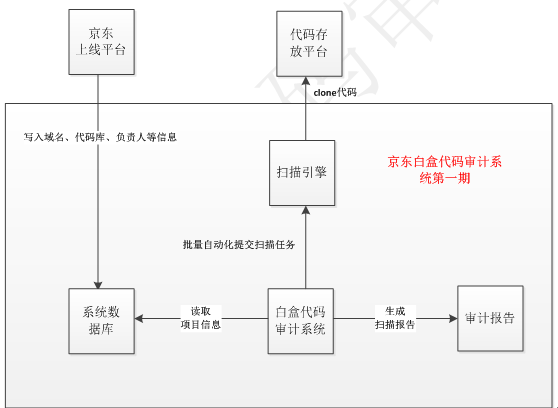 京东
上线平台
代码存
放平台
clone代码
写入域名、代码库、负责人等信息
扫描引擎
京东白盒代码审计系
统第一期
批量自动化提交扫描任务
系统数
据库
读取
项目信息
白盒代码
审计系统
生成
扫描报告
审计报告